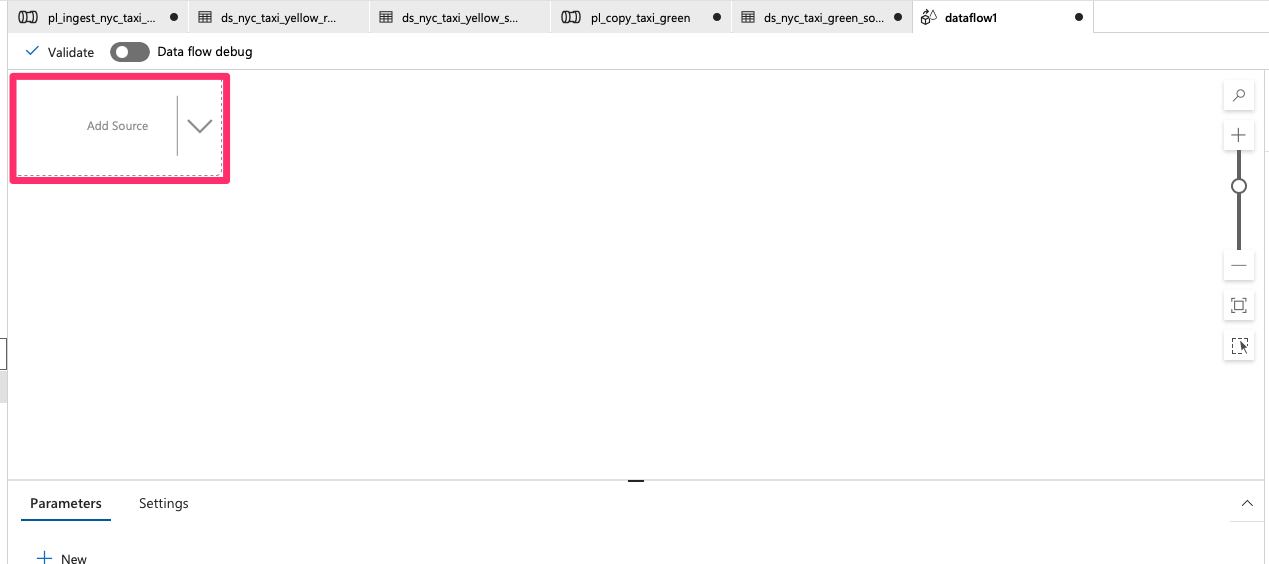 pl_ingest_nyc_taxi_...
ds_nyc_taxi_yellow_r...
ds_nyc_taxi_yellow_s...
pl_copy_taxi_green
ds_nyc_taxi_green_so...
dataflow1
Validate
Data flow debug
Add Source
Parameters
Settings
New